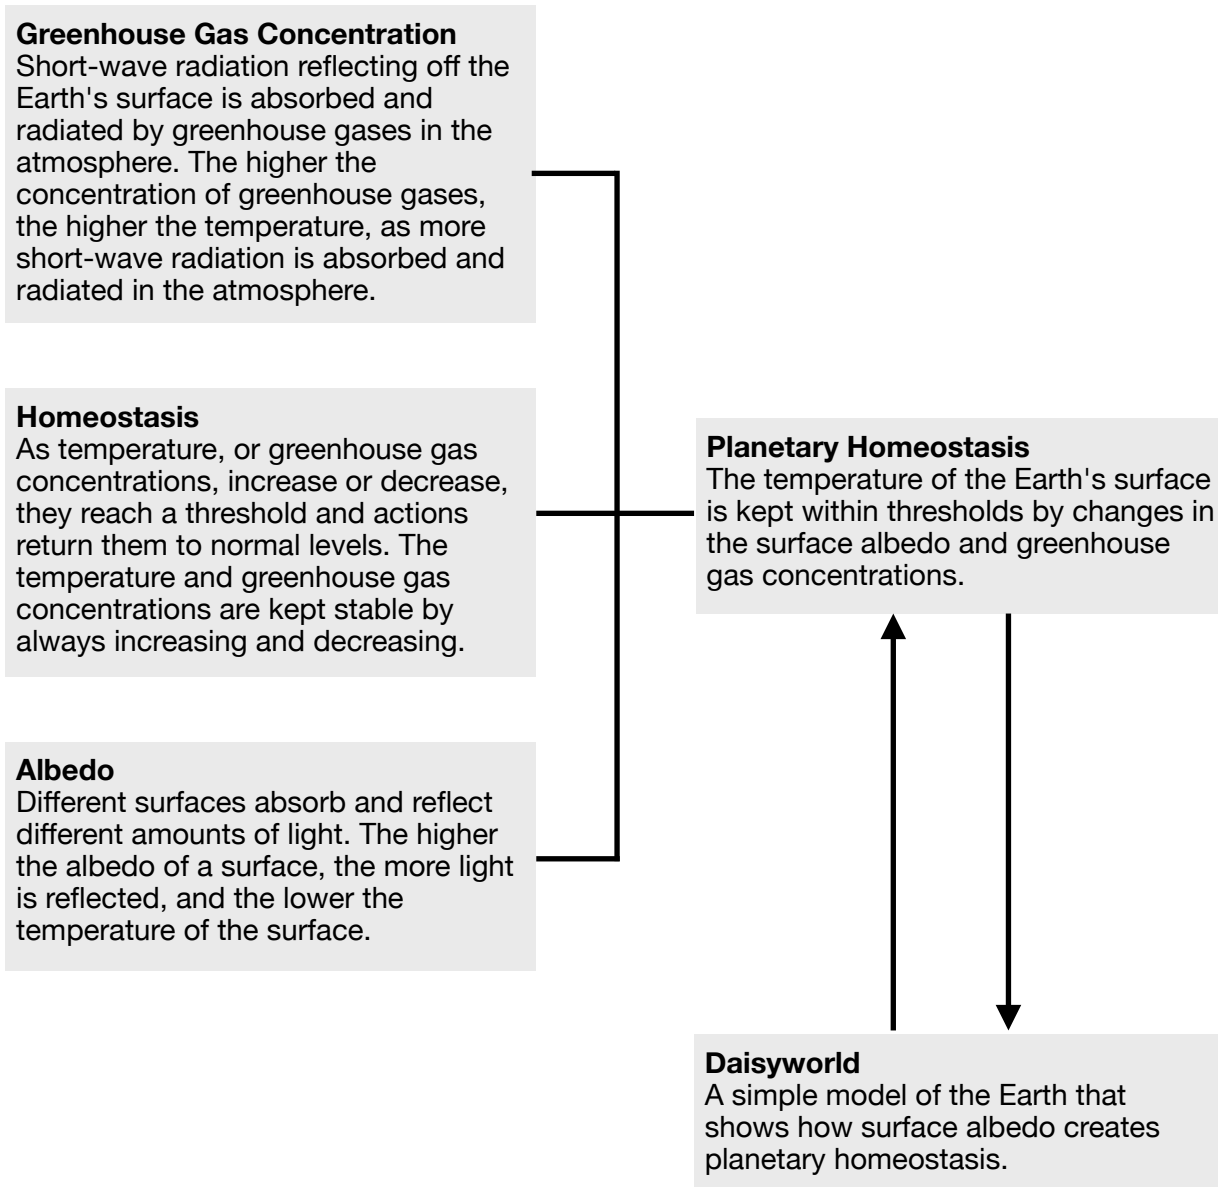 Greenhouse Gas Concentration
Short-wave radiation reflecting off the
Earth's surface is absorbed and
radiated by greenhouse gases in the
atmosphere. The higher the
concentration of greenhouse gases,
the higher the temperature, as more
short-wave radiation is absorbed and
radiated in the atmosphere.
Homeostasis
As temperature, or greenhouse gas
concentrations, increase or decrease,
they reach a threshold and actions
return them to normal levels. The
temperature and greenhouse gas
concentrations are kept stable by
always increasing and decreasing.
Albedo
Different surfaces absorb and reflect
different amounts of light. The higher
the albedo of a surface, the more light
is reflected, and the lower the
temperature of the surface.
Planetary Homeostasis
The temperature of the Earth's surface
is kept within thresholds by changes in
the surface albedo and greenhouse
gas concentrations.
Daisyworld
A simple model of the Earth that
shows how surface albedo creates
planetary homeostasis.